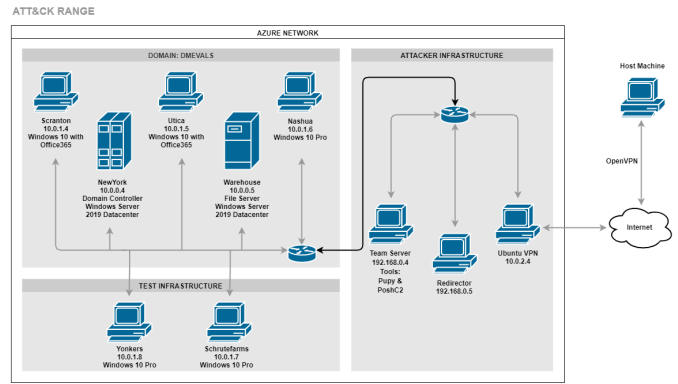 ATT&CK RANGE
AZURE NETWORK
DOMAIN: DMEVALS
Scranton
10.0.1.4
Windows 10 with
Office365
Utica
10.0.1.5
Windows 10 with
Office365
Nashua
10.0.1.6
Windows 10 Pro
NewYork
10.0.0.4
Domain Controller
Windows Server
2019 Datacenter
Warehouse
10.0.0.5
File Server
Windows Server
2019 Datacenter
TEST INFRASTRUCTURE
Yonkers
10.0.1.8
Windows 10 Pro
Schrutefarms
10.0.1.7
Windows 10 Pro
ATTACKER INFRASTRUCTURE
Team Server
192.168.0.4
Tools:
Pupy &
PoshC2
Redirector
192.168.0.5
Ubuntu VPN
10.0.2.4
Host Machine
OpenVPN
Internet